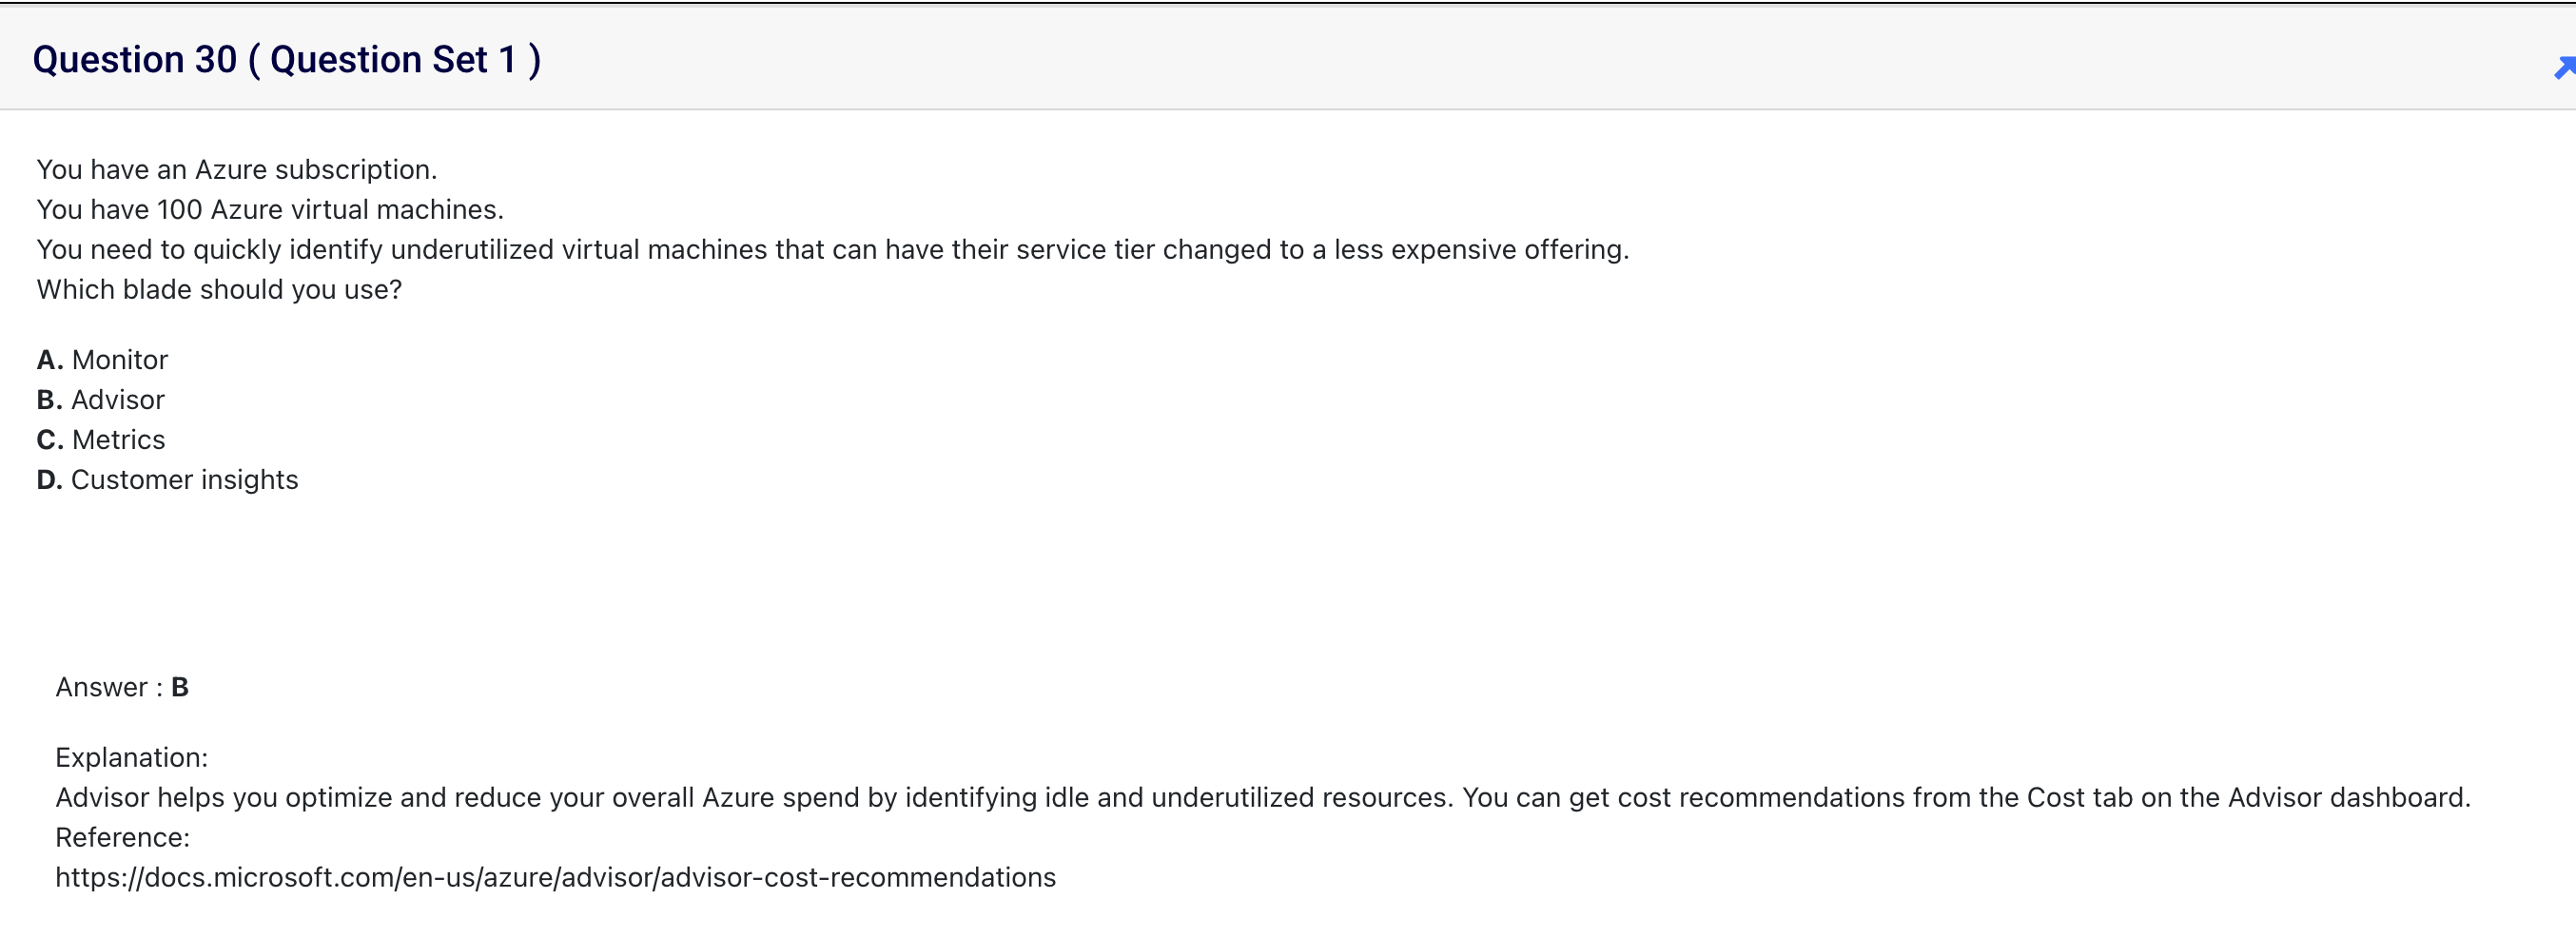 Question 30 ( Question Set 1 )
You have an Azure subscription.
You have 100 Azure virtual machines.
You need to quickly identify underutilized virtual machines that can have their service tier changed to a less expensive offering.
Which blade should you use?
A. Monitor
B. Advisor
C. Metrics
D. Customer insights
Answer : B
Explanation:
Advisor helps you optimize and reduce your overall Azure spend by identifying idle and underutilized resources. You can get cost recommendations from the Cost tab on the Advisor dashboard.
Reference:
https://docs.microsoft.com/en-us/azure/advisor/advisor-cost-recommendations